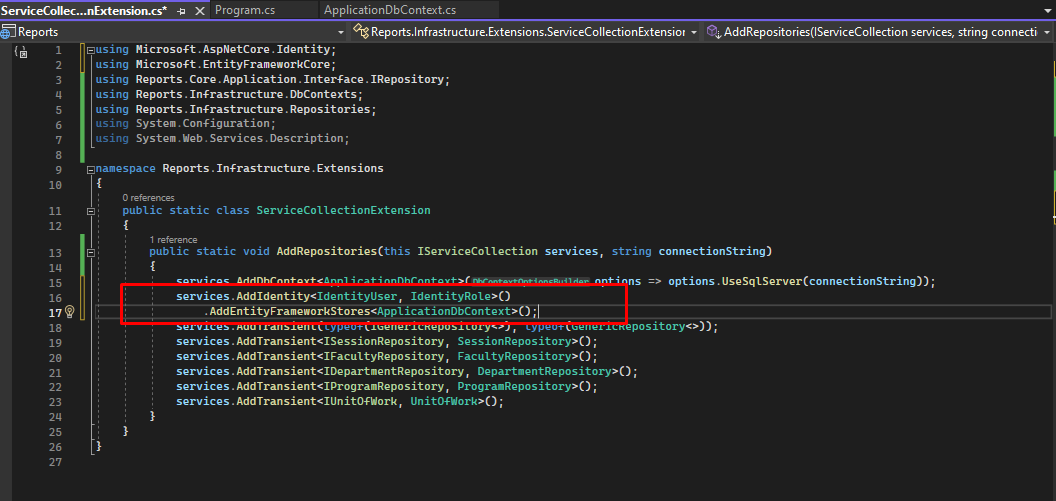 ServiceCollec...nExtension.cs* Program.cs ApplicationDbContext.cs
Reports Reports.Infrastructure.Extensions.ServiceCollectionExtension AddRepositories(IServiceCollection services, string connecti
1 using Microsoft.AspNetCore.Identity;
2 using Microsoft.EntityFrameworkCore;
3 using Reports.Core.Application.Interface.IRepository;
4 using Reports.Infrastructure.DbContexts;
5 using Reports.Infrastructure.Repositories;
6 using System.Configuration;
7 using System.Web.Services.Description;
8
9 namespace Reports.Infrastructure.Extensions
10 {
0 references
11 public static class ServiceCollectionExtension
12 {
1 reference
13 public static void AddRepositories(this IServiceCollection services, string connectionString)
14 {
15 services.AddDbContext<ApplicationDbContext>(DbContextOptionsBuilder options => options.UseSqlServer(connectionString));
16 services.AddIdentity<IdentityUser, IdentityRole>()
17 .AddEntityFrameworkStores<ApplicationDbContext>();
18 services.AddTransient(typeof(IGenericRepository<>), typeof(GenericRepository<>));
19 services.AddTransient<ISessionRepository, SessionRepository>();
20 services.AddTransient<IFacultyRepository, FacultyRepository>();
21 services.AddTransient<IDepartmentRepository, DepartmentRepository>();
22 services.AddTransient<IProgramRepository, ProgramRepository>();
23 services.AddTransient<IUnitOfWork, UnitOfWork>();
24 }
25 }
26 }
27